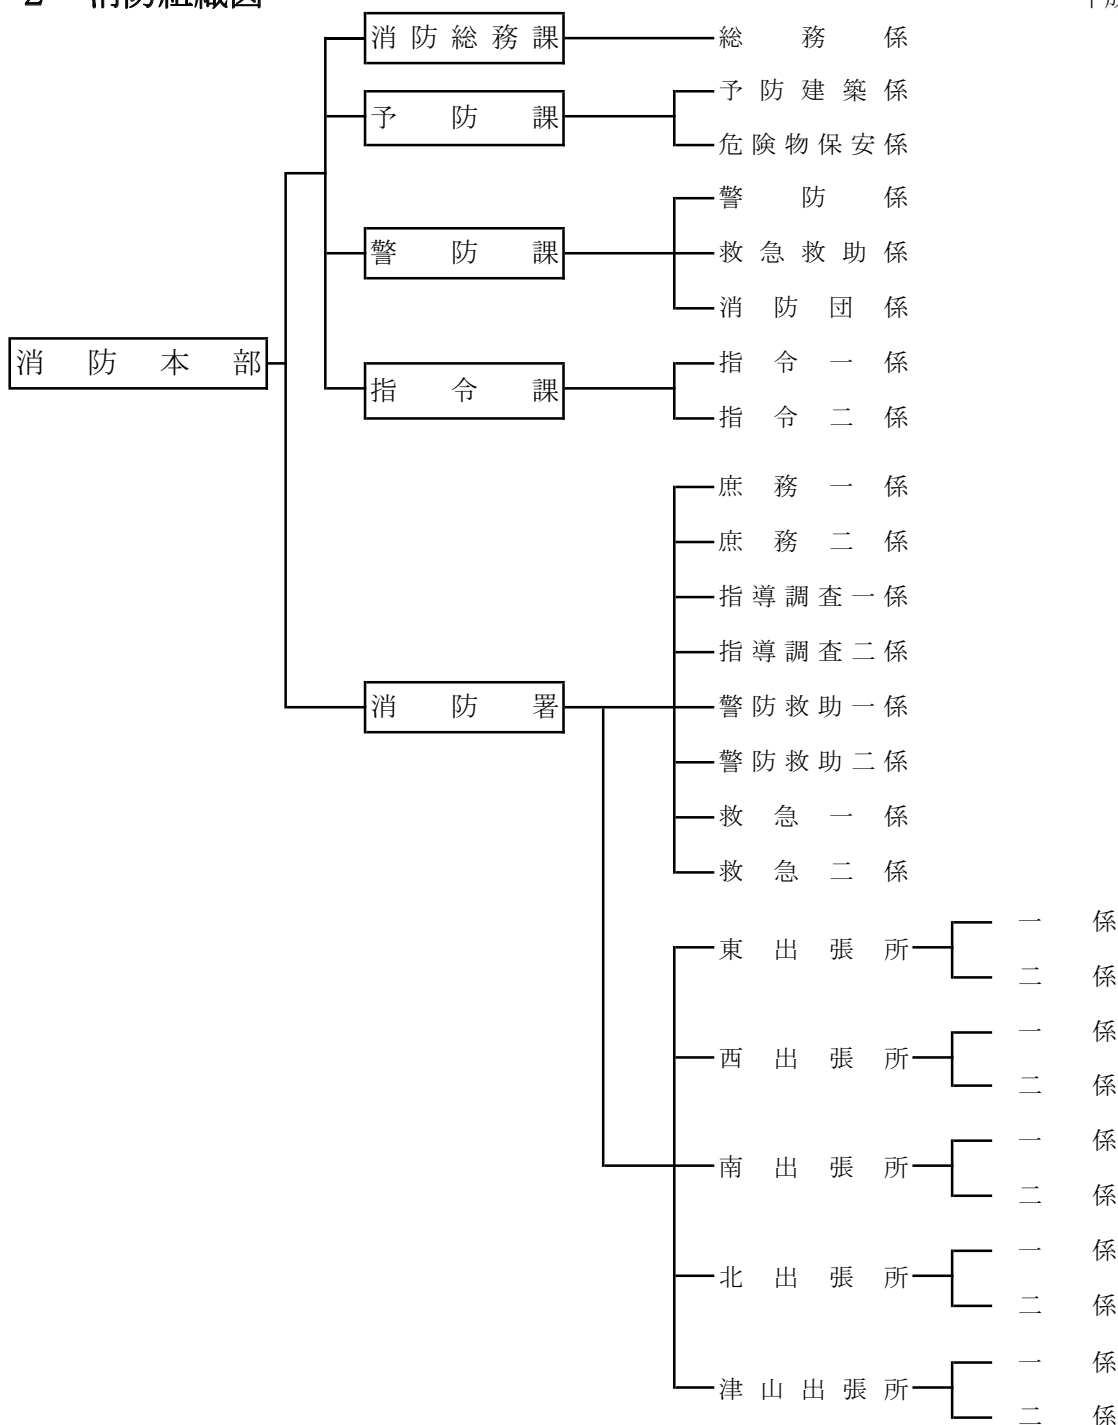 2 消防組織図
消防総務課 総務係
予防建築係
予防課
危険物保安係
警防係
警防課 救急救助係
消防団係
消防本部 指令一係
指令課
指令二係
庶務一係
庶務二係
指導調査一係
指導調査二係
消防署 警防救助一係
警防救助二係
救急一係
救急二係
一係
東出張所
二係
一係
西出張所
二係
一係
南出張所
二係
一係
北出張所
二係
一係
津山出張所
二係